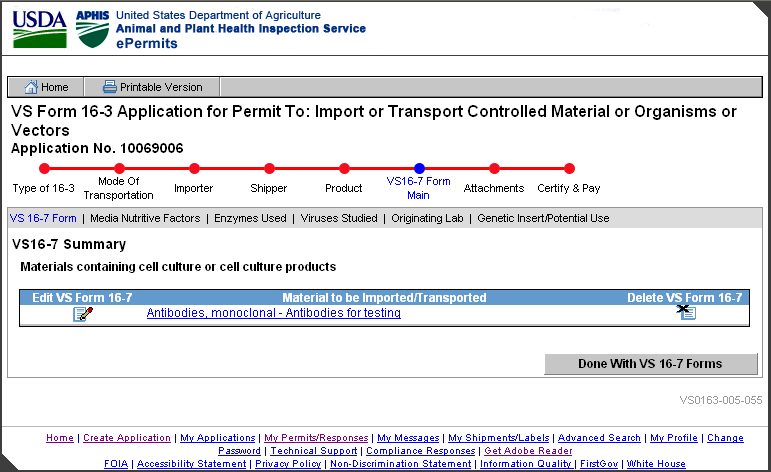 USDA APHIS United States Department of Agriculture
Animal and Plant Health Inspection Service
ePermits
Home Printable Version
VS Form 16-3 Application for Permit To: Import or Transport Controlled Material or Organisms or
Vectors
Application No. 10069006
Type of 16-3 Mode Of Transportation Importer Shipper Product VS16-7 Form Main Attachments Certify & Pay
VS 16-7 Form | Media Nutritive Factors | Enzymes Used | Viruses Studied | Originating Lab | Genetic Insert/Potential Use
VS16-7 Summary
Materials containing cell culture or cell culture products
Edit VS Form 16-7 Material to be Imported/Transported Delete VS Form 16-7
Antibodies, monoclonal - Antibodies for testing
Done With VS 16-7 Forms
VS0163-005-055
Home | Create Application | My Applications | My Permits/Responses | My Messages | My Shipments/Labels | Advanced Search | My Profile | Change
Password | Technical Support | Compliance Responses | Get Adobe Reader
FOIA | Accessibility Statement | Privacy Policy | Non-Discrimination Statement | Information Quality | FirstGov | White House